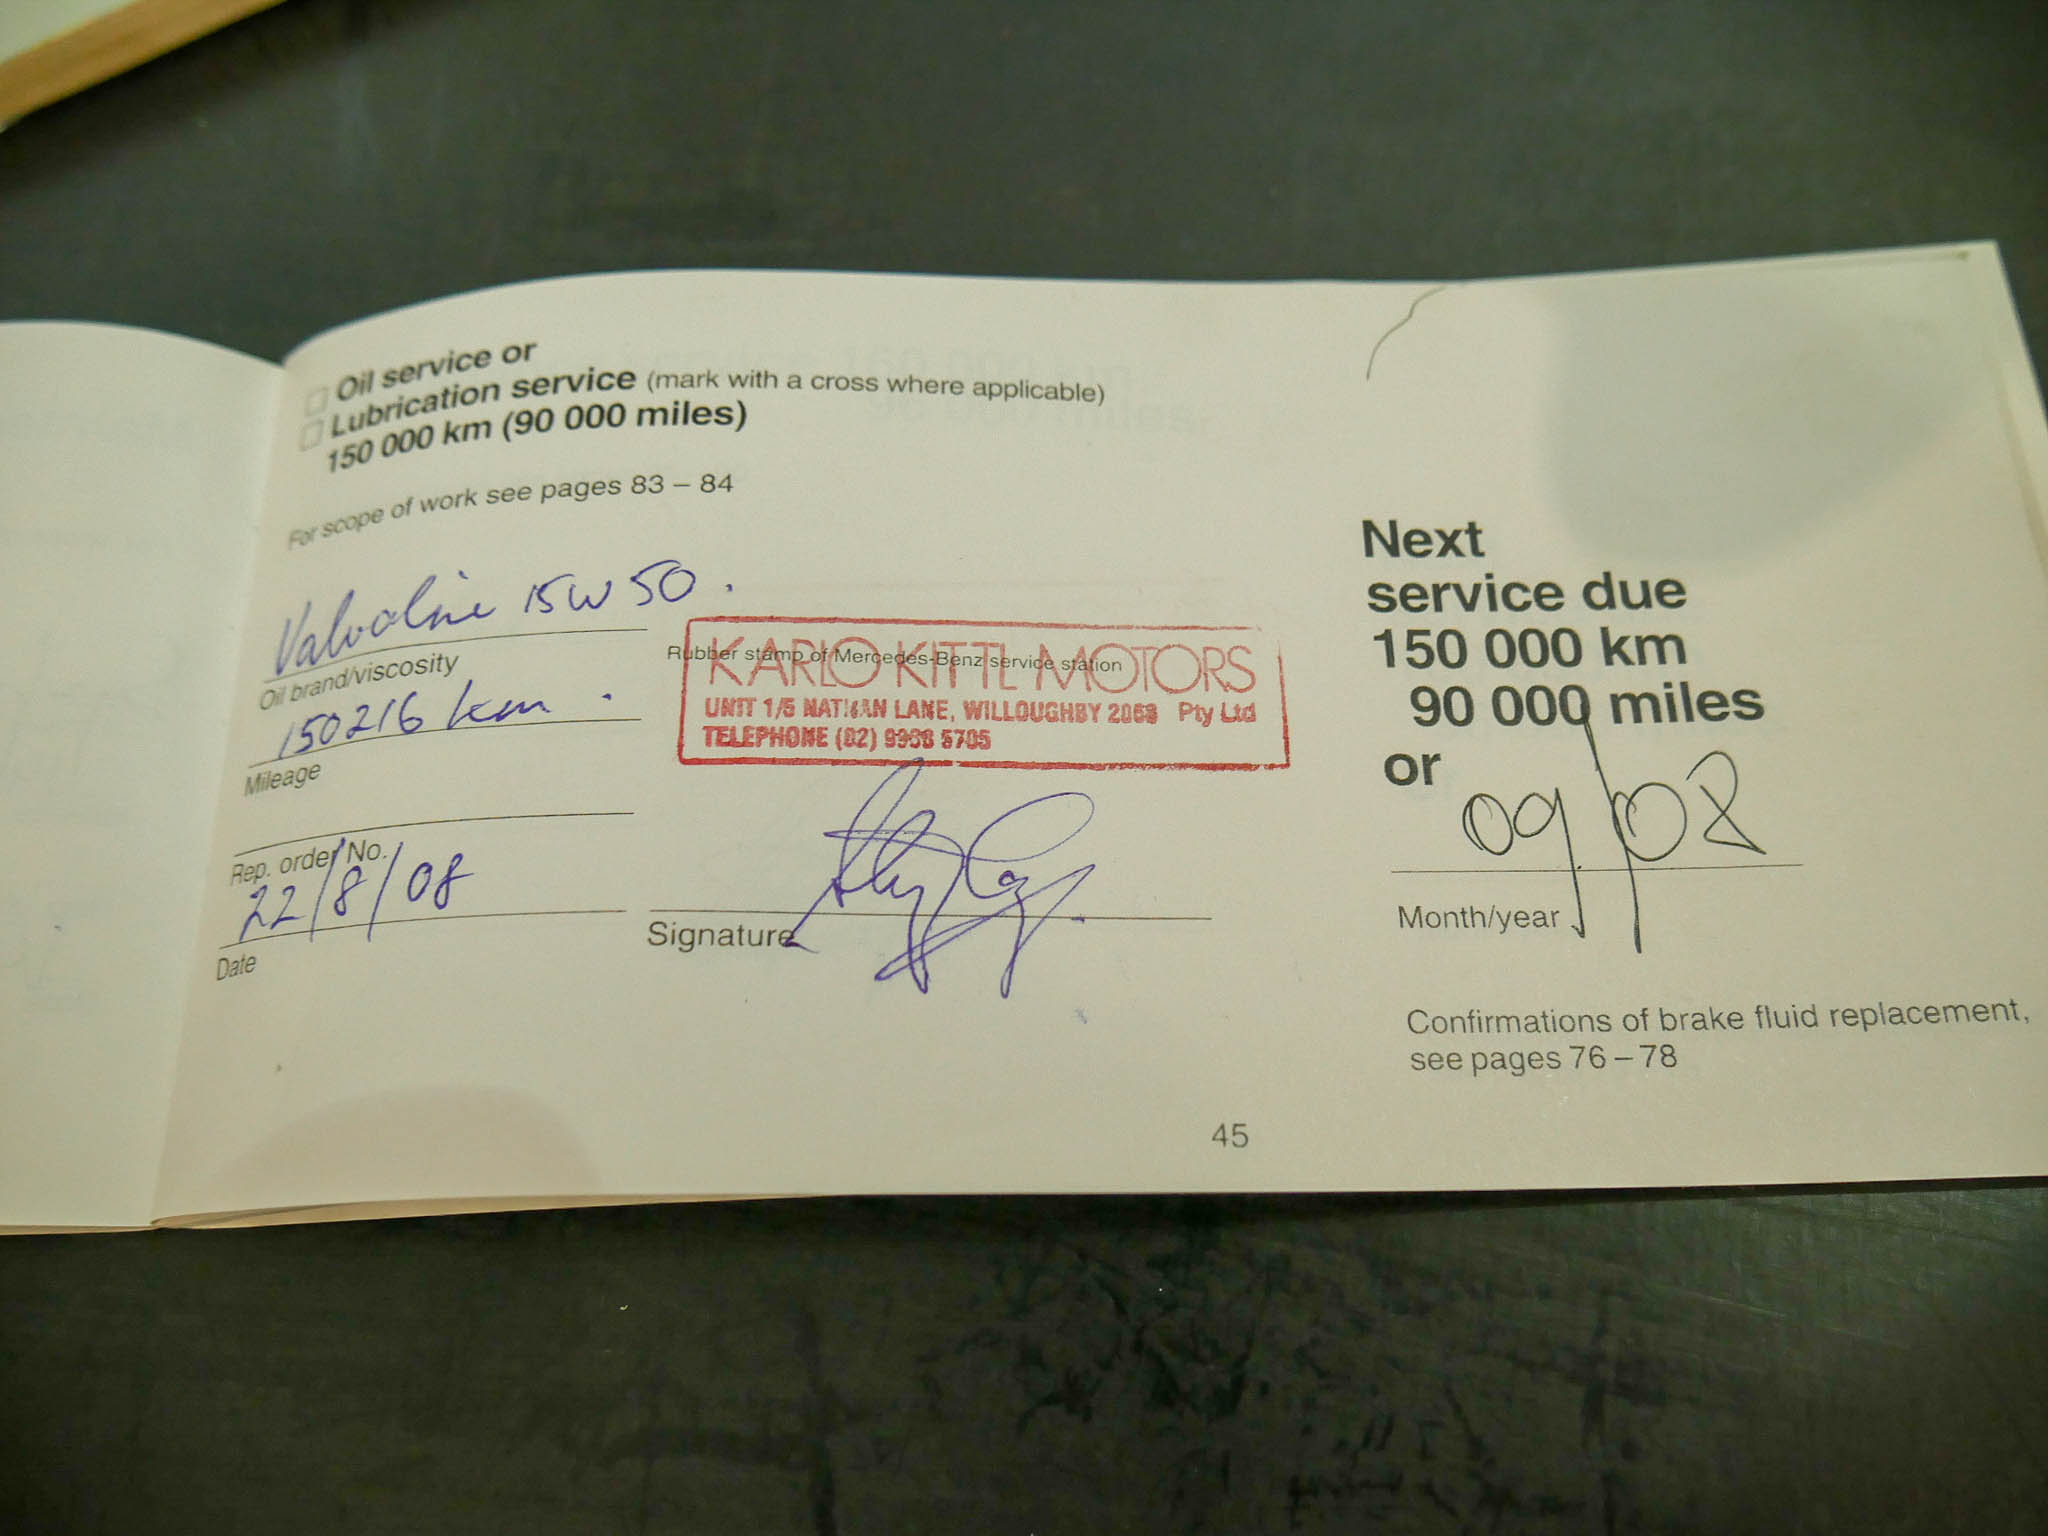 Oil service or
Lubrication service (mark with a cross where applicable)
150 000 km (90 000 miles)
For scope of work see pages 83 – 84
Valvoline 15W50.
Oil brand/viscosity
150216 km.
Mileage
Rep. order No.
22/8/08
Date
Rubber stamp of Mercedes-Benz service station
KARLO KITTL MOTORS
UNIT 1/5 NATHAN LANE, WILLOUGHBY 2068 Pty Ltd
TELEPHONE (02) 5705
Signature
Next
service due
150 000 km
90 000 miles
or
09/08
Month/year
Confirmations of brake fluid replacement,
see pages 76 – 78
45